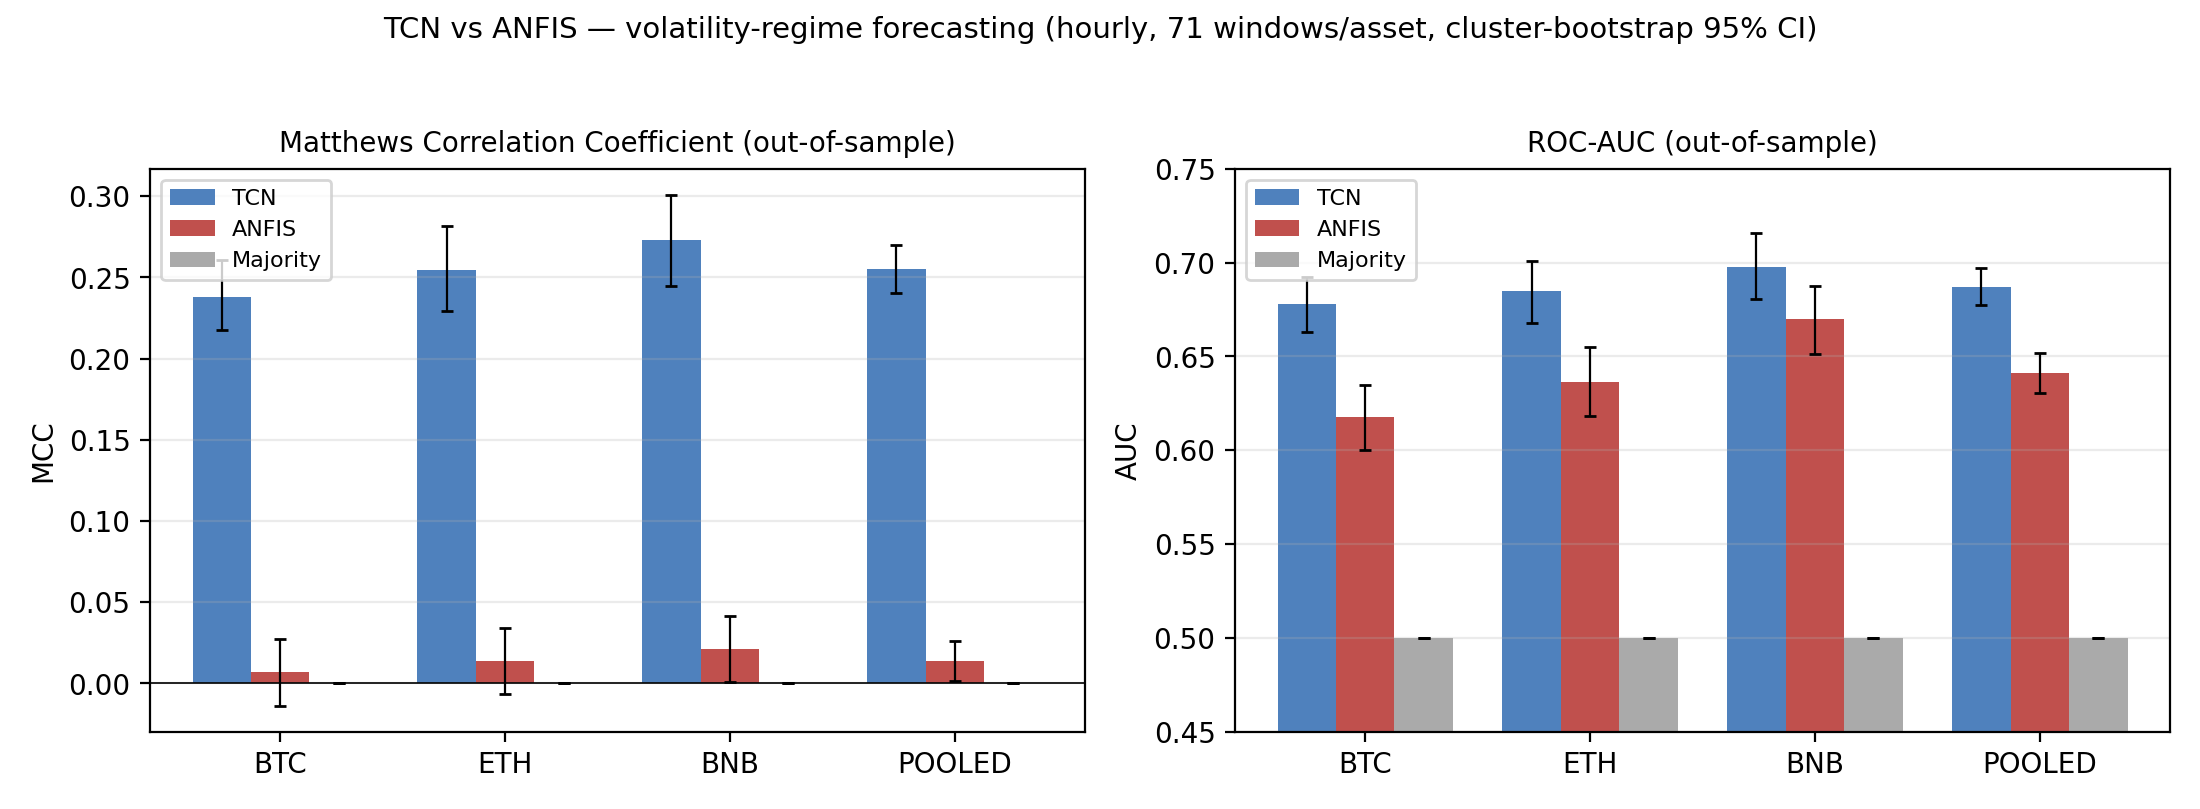 TCN vs ANFIS — volatility-regime forecasting (hourly, 71 windows/asset, cluster-bootstrap 95% CI)
Matthews Correlation Coefficient (out-of-sample)
TCN
ANFIS
Majority
MCC
0.30
0.25
0.20
0.15
0.10
0.05
0.00
BTC ETH BNB POOLED
ROC-AUC (out-of-sample)
TCN
ANFIS
Majority
AUC
0.75
0.70
0.65
0.60
0.55
0.50
0.45
BTC ETH BNB POOLED